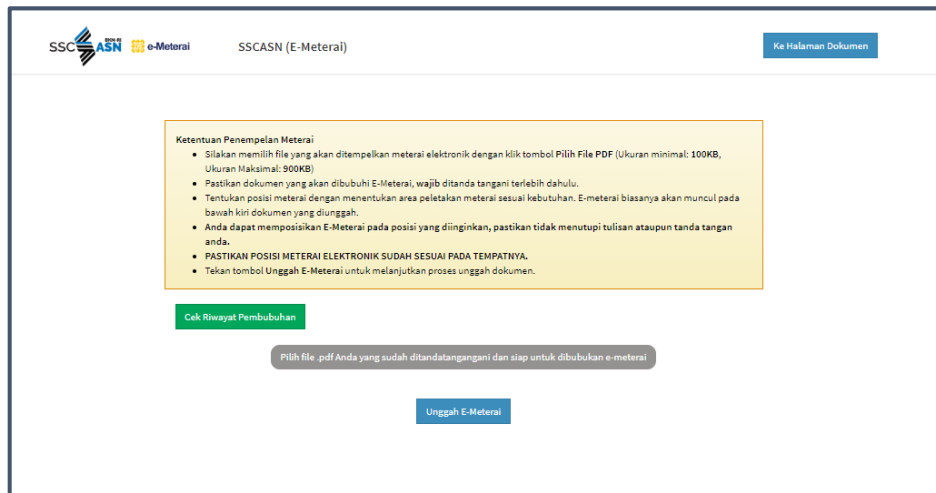 SSC ASN BKN-RI e-Meterai SSCASN (E-Meterai) Ke Halaman Dokumen
Ketentuan Penempelan Meterai
• Silakan memilih file yang akan ditempelkan meterai elektronik dengan klik tombol Pilih File PDF (Ukuran minimal: 100KB,
Ukuran Maksimal: 900KB)
• Pastikan dokumen yang akan dibubuhi E-Meterai, wajib ditanda tangani terlebih dahulu.
• Tentukan posisi meterai dengan menentukan area peletakan meterai sesuai kebutuhan. E-meterai biasanya akan muncul pada
bawah kiri dokumen yang diunggah.
• Anda dapat memposisikan E-Meterai pada posisi yang diinginkan, pastikan tidak menutupi tulisan ataupun tanda tangan
anda.
• PASTIKAN POSISI METERAI ELEKTRONIK SUDAH SESUAI PADA TEMPATNYA.
• Tekan tombol Unggah E-Meterai untuk melanjutkan proses unggah dokumen.
Cek Riwayat Pembubuhan
Pilih file .pdf Anda yang sudah ditandatangangani dan siap untuk dibubukan e-meterai
Unggah E-Meterai